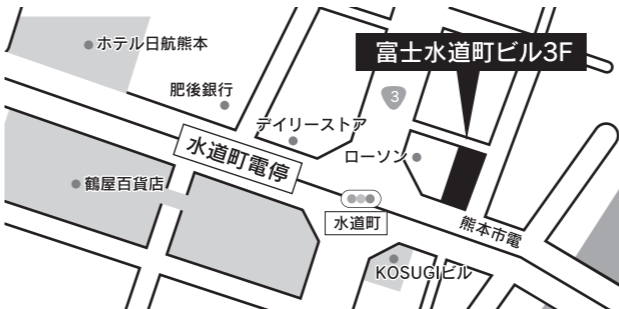 ホテル日航熊本
富士水道町ビル3F
肥後銀行
3
デイリーストア
水道町電停
ローソン
鶴屋百貨店
水道町
熊本市電
KOSUGIビル